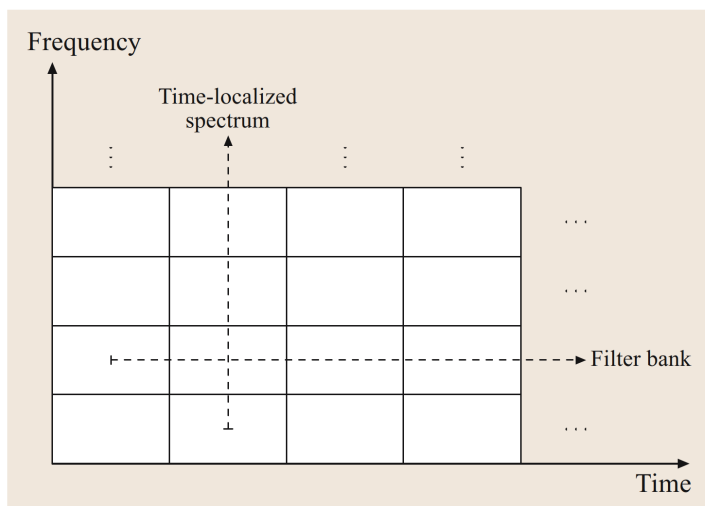 Frequency
Time-localized
spectrum
Filter bank
Time